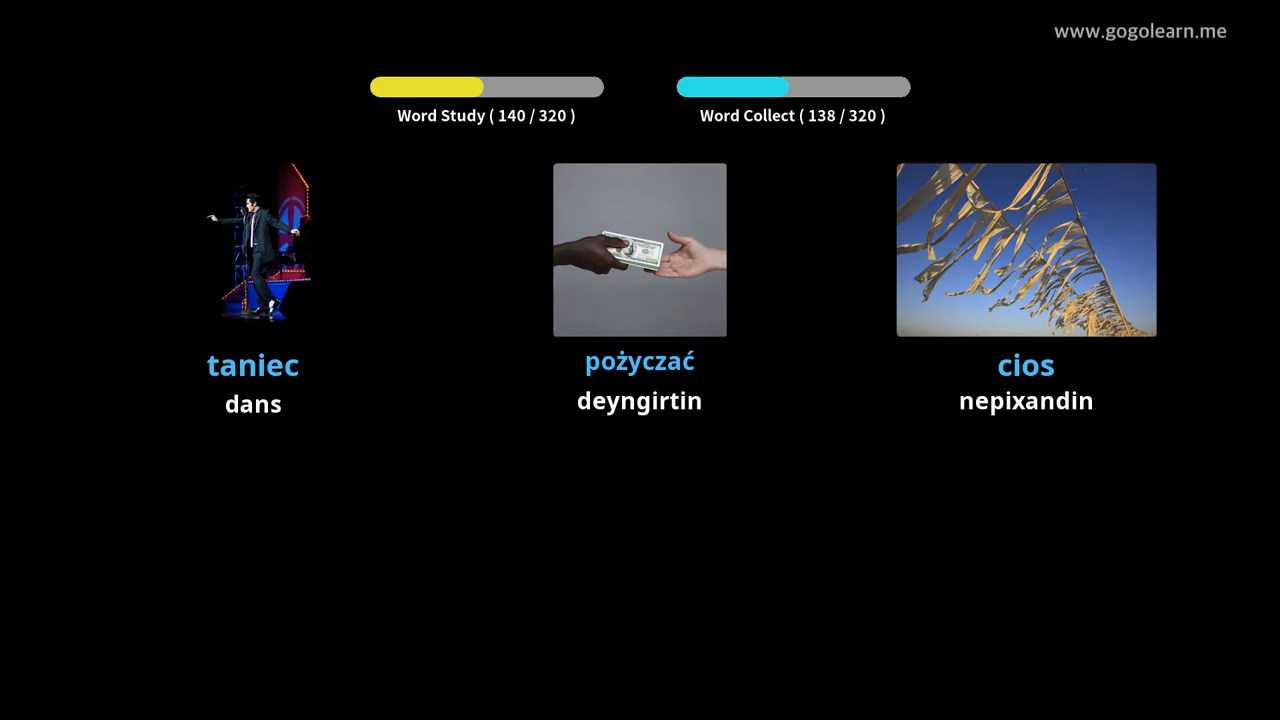 www.gogolearn.me
Word Study ( 140 / 320 )
Word Collect ( 138 / 320 )
taniec
dans
pożyczać
deyngirtin
cios
nepixandin